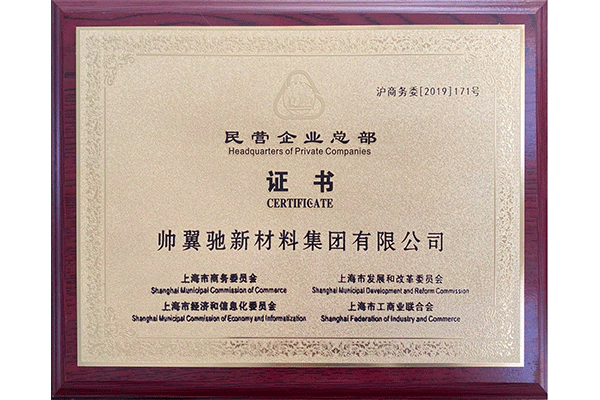 沪商务委[2019]171号
民营企业总部
Headquarters of Private Companies
证书
CERTIFICATE
帅翼驰新材料集团有限公司
上海市商务委员会
Shanghai Municipal Commission of Commerce
上海市发展和改革委员会
Shanghai Municipal Development and Reform Commission
上海市经济和信息化委员会
Shanghai Municipal Commission of Economy and Informatization
上海市工商业联合会
Shanghai Federation of Industry and Commerce